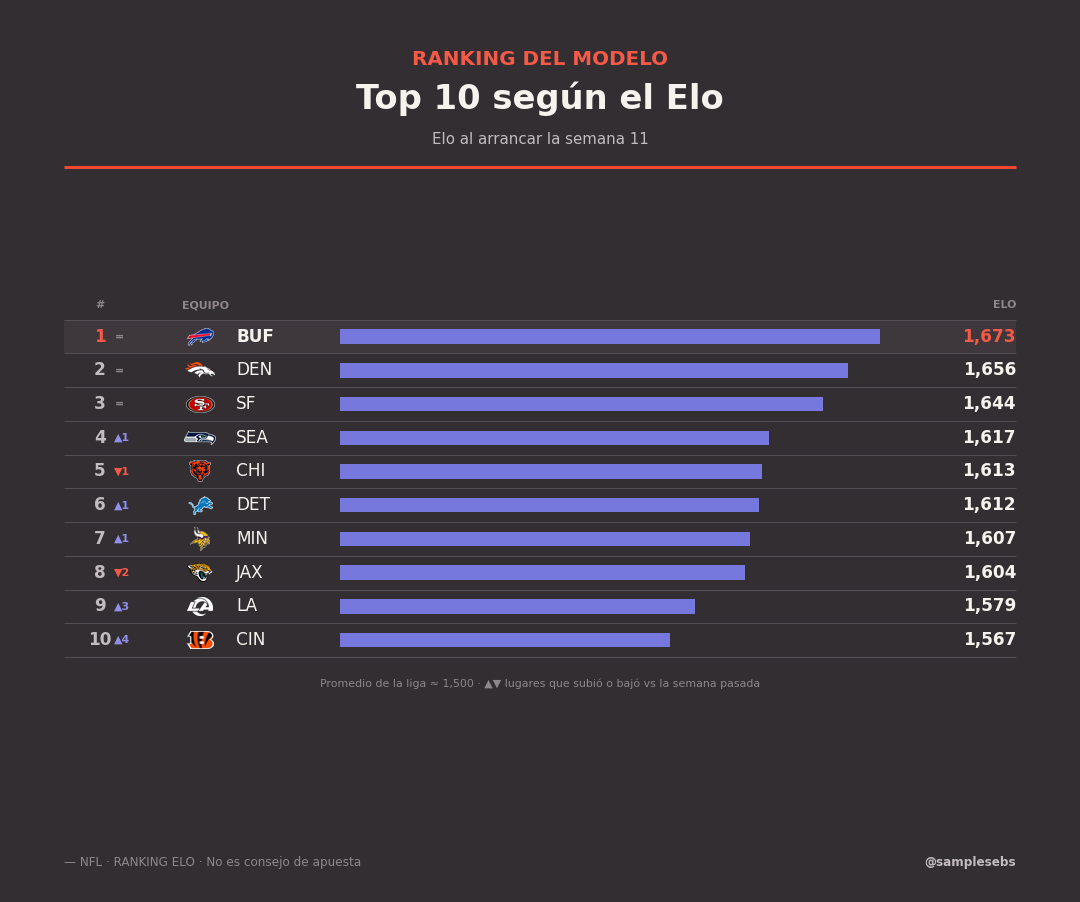 RANKING DEL MODELO
Top 10 según el Elo
Elo al arrancar la semana 11
# EQUIPO ELO
1 = BUF 1,673
2 = DEN 1,656
3 = SF 1,644
4 ▲1 SEA 1,617
5 ▼1 CHI 1,613
6 ▲1 DET 1,612
7 ▲1 MIN 1,607
8 ▼2 JAX 1,604
9 ▲3 LA 1,579
10 ▲4 CIN 1,567
Promedio de la liga ≈ 1,500 · ▲▼ lugares que subió o bajó vs la semana pasada
— NFL · RANKING ELO · No es consejo de apuesta
@samplesebs